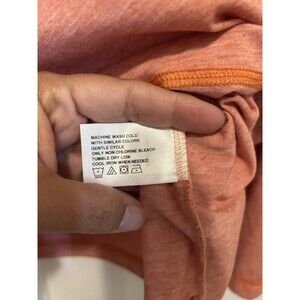 MACHINE WASH COLD
WITH SIMILAR COLORS
GENTLE CYCLE
ONLY NON CHLORINE BLEACH
TUMBLE DRY LOW
COOL IRON WHEN NEEDED.